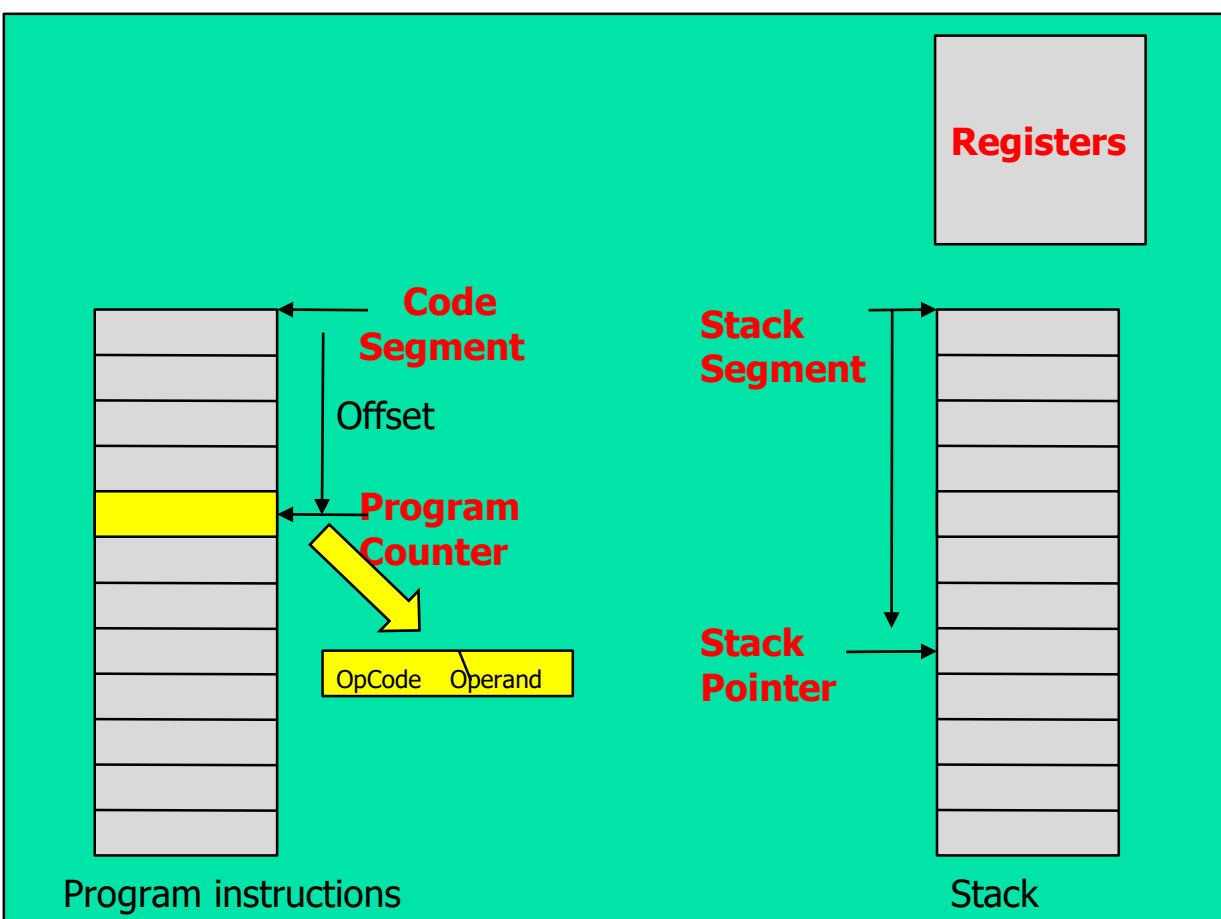 Registers
Code
Segment
Stack
Segment
Offset
Program
Counter
Stack
Pointer
OpCode Operand
Program instructions
Stack